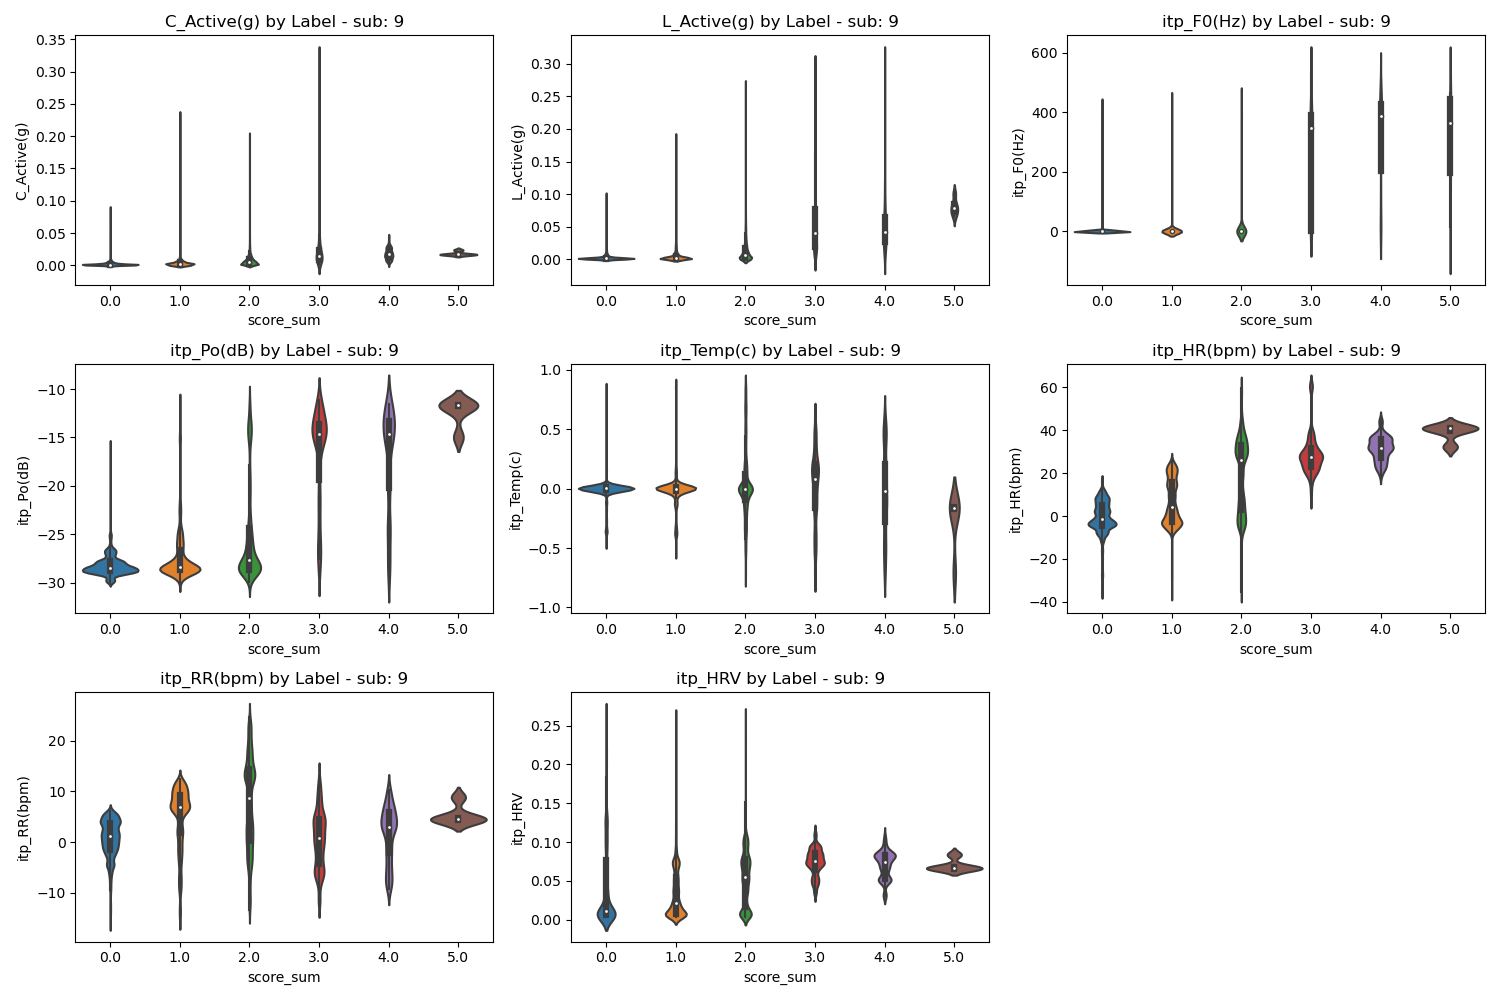 C_Active(g) by Label - sub: 9
0.35
0.30
0.25
0.20
0.15
0.10
0.05
0.00
C_Active(g)
0.0 1.0 2.0 3.0 4.0 5.0
score_sum
L_Active(g) by Label - sub: 9
0.30
0.25
0.20
0.15
0.10
0.05
0.00
L_Active(g)
0.0 1.0 2.0 3.0 4.0 5.0
score_sum
itp_F0(Hz) by Label - sub: 9
600
400
200
0
itp_F0(Hz)
0.0 1.0 2.0 3.0 4.0 5.0
score_sum
itp_Po(dB) by Label - sub: 9
−10
−15
−20
−25
−30
itp_Po(dB)
0.0 1.0 2.0 3.0 4.0 5.0
score_sum
itp_Temp(c) by Label - sub: 9
1.0
0.5
0.0
−0.5
−1.0
itp_Temp(c)
0.0 1.0 2.0 3.0 4.0 5.0
score_sum
itp_HR(bpm) by Label - sub: 9
60
40
20
0
−20
−40
itp_HR(bpm)
0.0 1.0 2.0 3.0 4.0 5.0
score_sum
itp_RR(bpm) by Label - sub: 9
20
10
0
−10
itp_RR(bpm)
0.0 1.0 2.0 3.0 4.0 5.0
score_sum
itp_HRV by Label - sub: 9
0.25
0.20
0.15
0.10
0.05
0.00
itp_HRV
0.0 1.0 2.0 3.0 4.0 5.0
score_sum